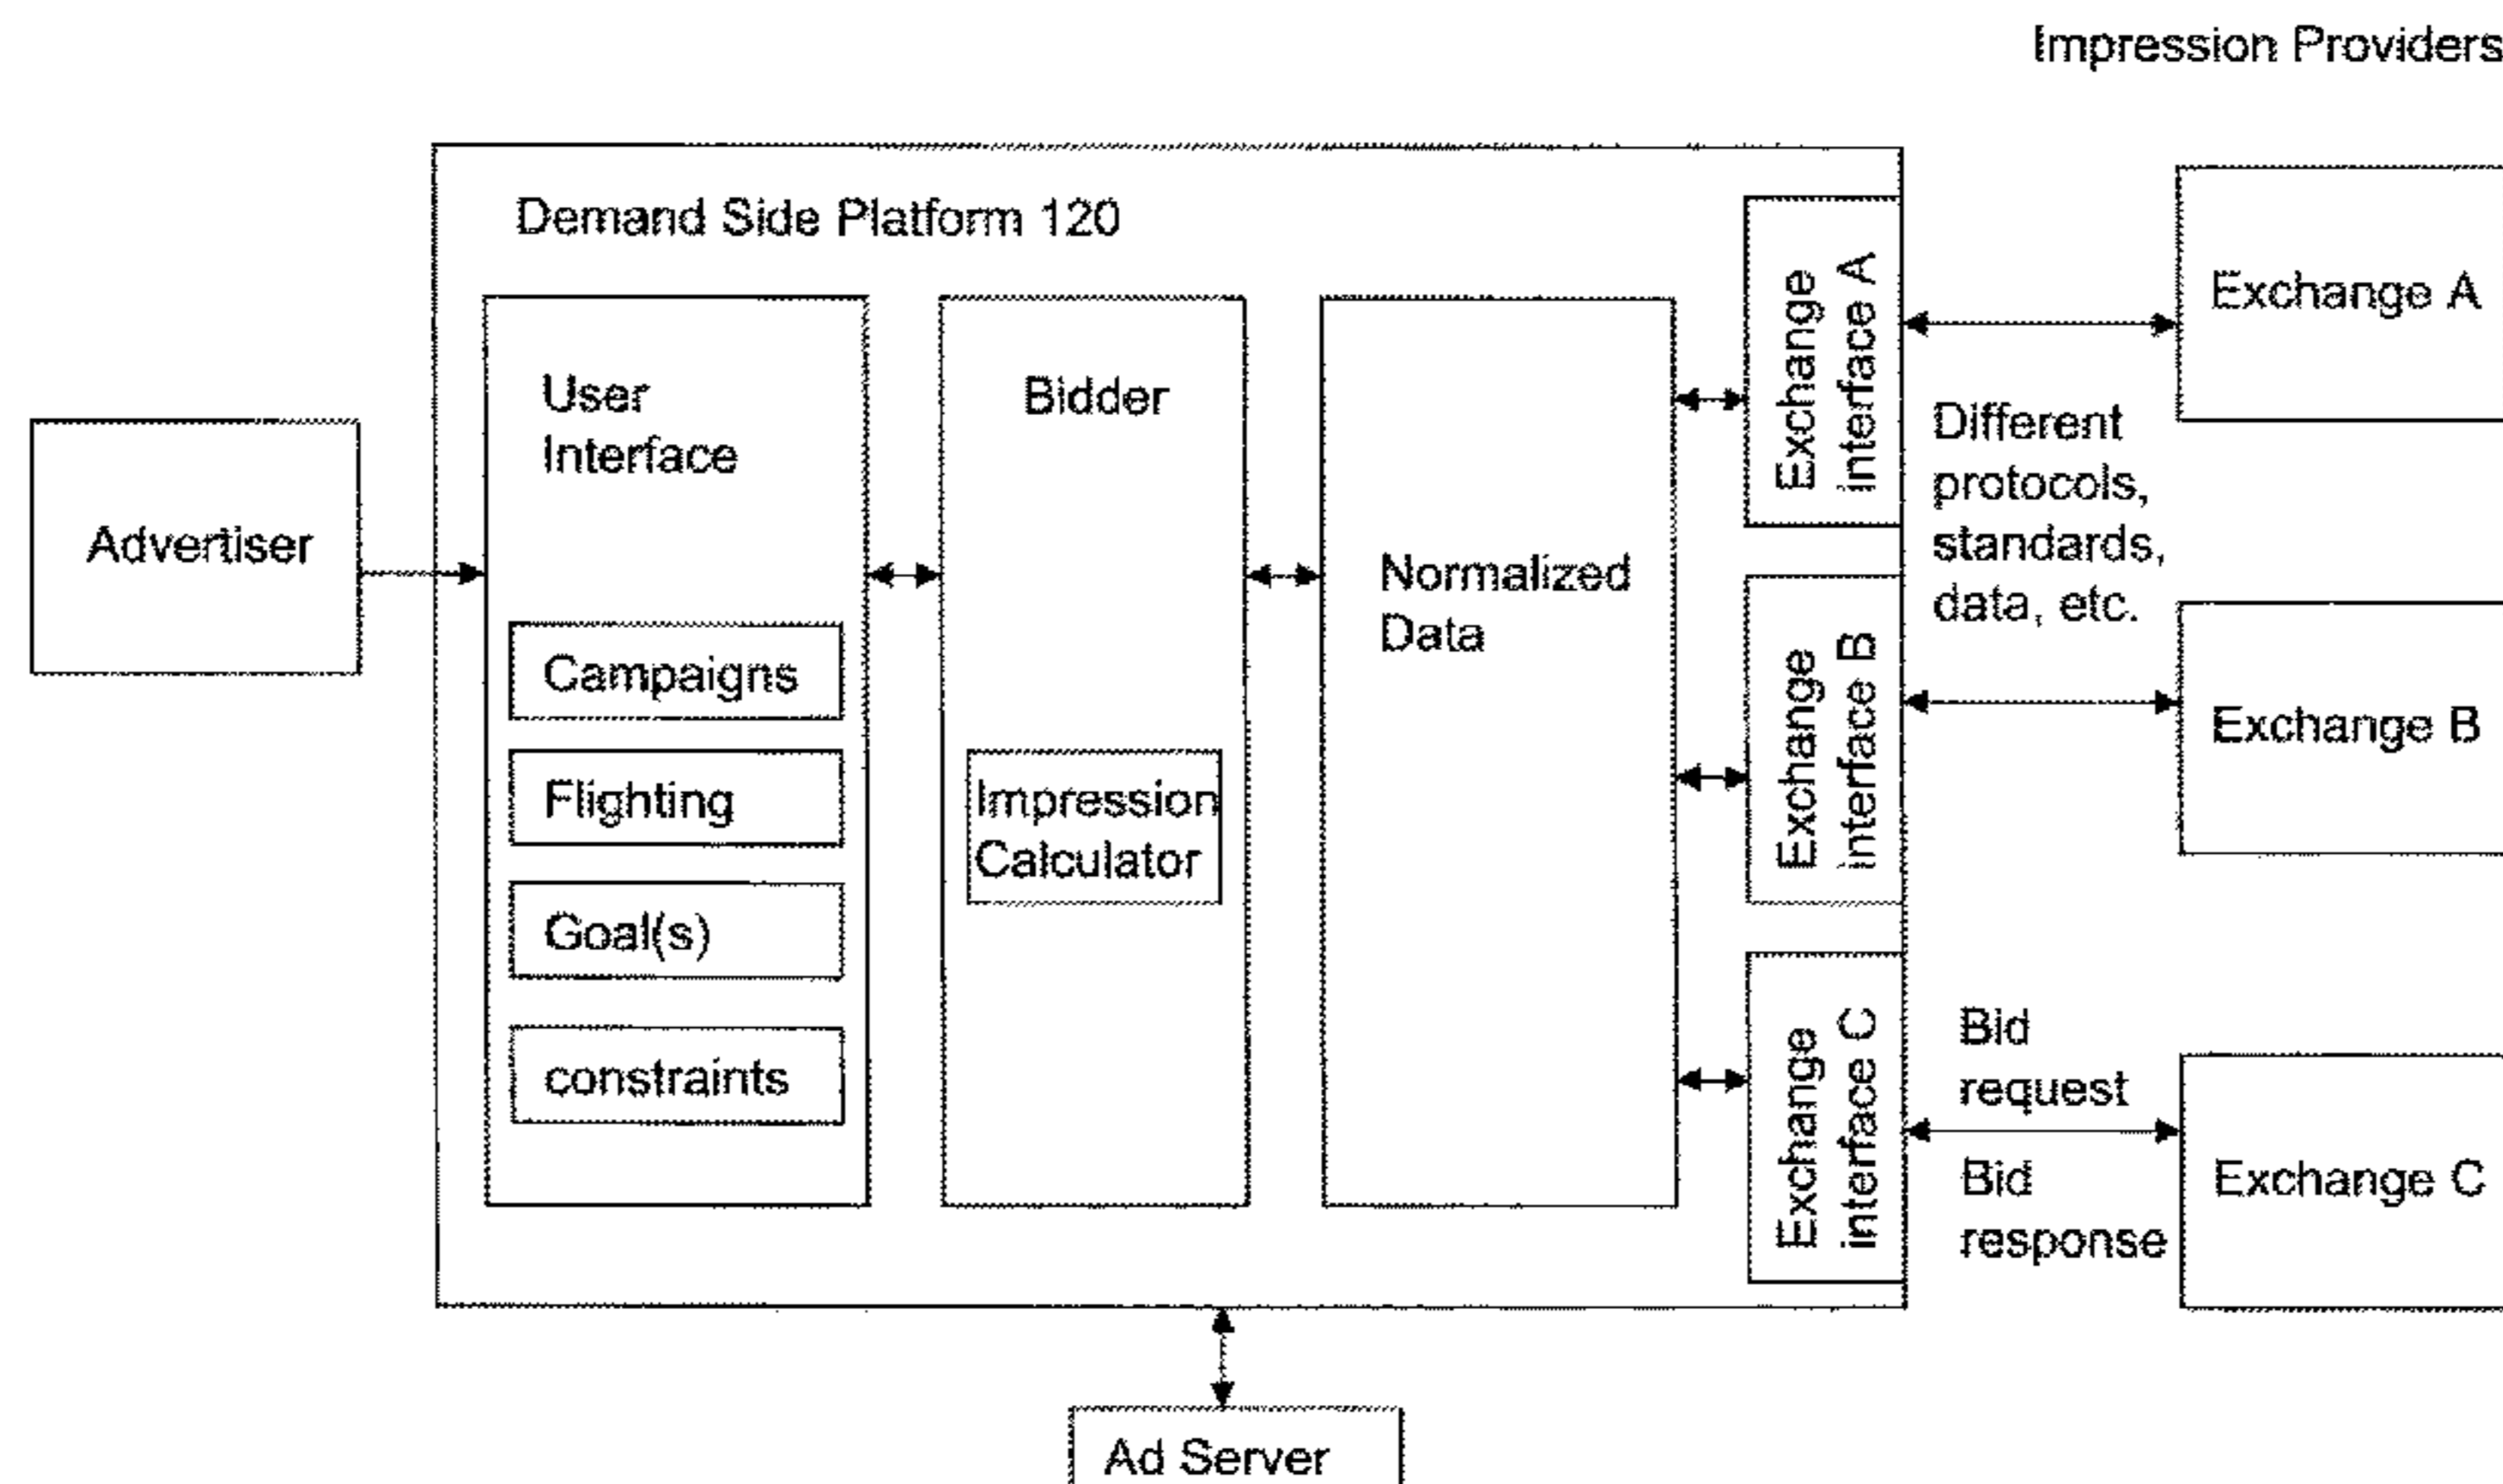 Impression Providers
Demand Side Platform 120
Advertiser
User
Interface
Campaigns
Flighting
Goal(s)
constraints
Bidder
Impression
Calculator
Normalized
Data
Exchange
interface A
Exchange
interface B
Exchange
interface C
Different
protocols,
standards,
data, etc.
Bid
request
Bid
response
Exchange A
Exchange B
Exchange C
Ad Server